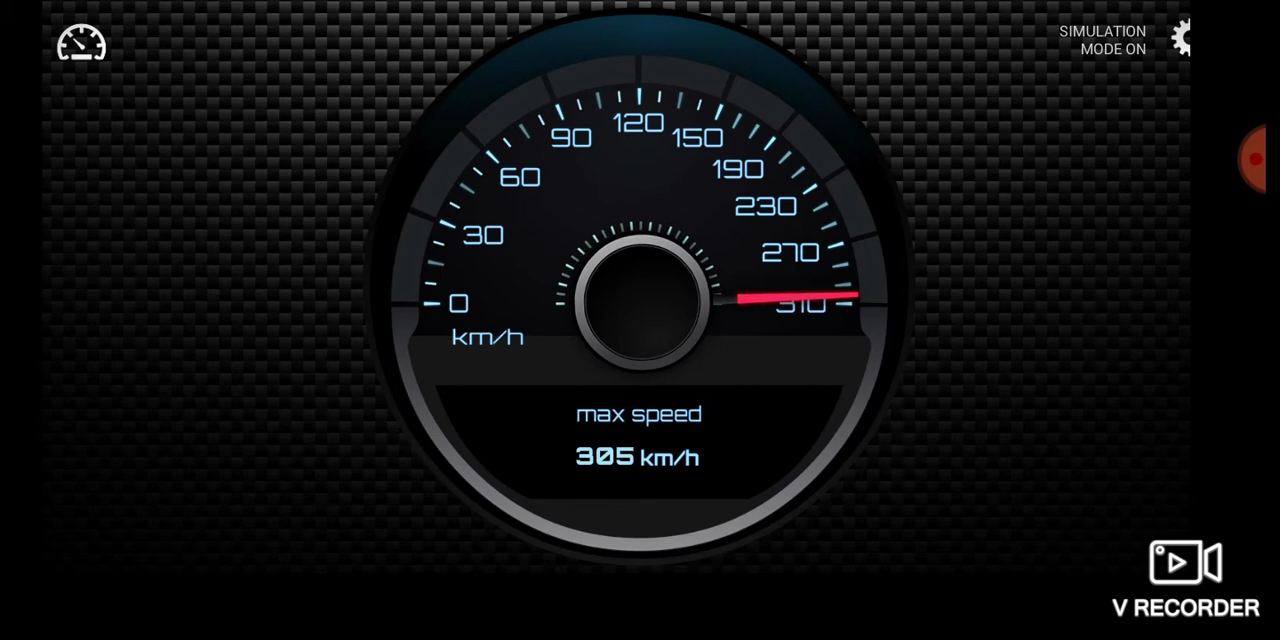 SIMULATION
MODE ON
0
30
60
90
120
150
190
230
270
310
km/h
max speed
305 km/h
V RECORDER